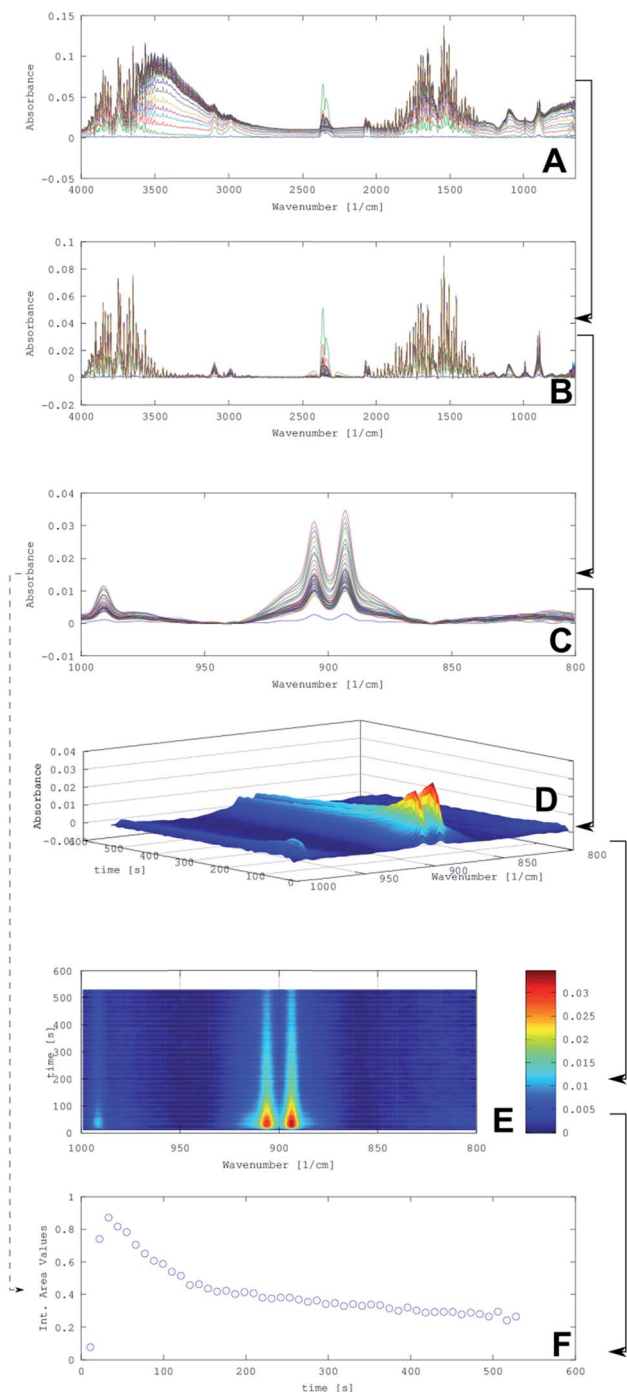 0.15
0.1
0.05
0
-0.05
Absorbance
4000 3500 3000 2500 2000 1500 1000
Wavenumber [1/cm]
A
0.1
0.08
0.06
0.04
0.02
0
-0.02
Absorbance
4000 3500 3000 2500 2000 1500 1000
Wavenumber [1/cm]
B
0.04
0.03
0.02
0.01
0
-0.01
Absorbance
1000 950 900 850 800
Wavenumber [1/cm]
C
0.04
0.03
0.02
0.01
0
Absorbance
500 400 300 200 100 0
time [s]
1000 950 900 850 800
Wavenumber [1/cm]
D
600
500
400
300
200
100
0
time [s]
1000 950 900 850 800
Wavenumber [1/cm]
0.03
0.025
0.02
0.015
0.01
0.005
0
E
1
0.8
0.6
0.4
0.2
0
Int. Area Values
0 100 200 300 400 500 600
time [s]
F